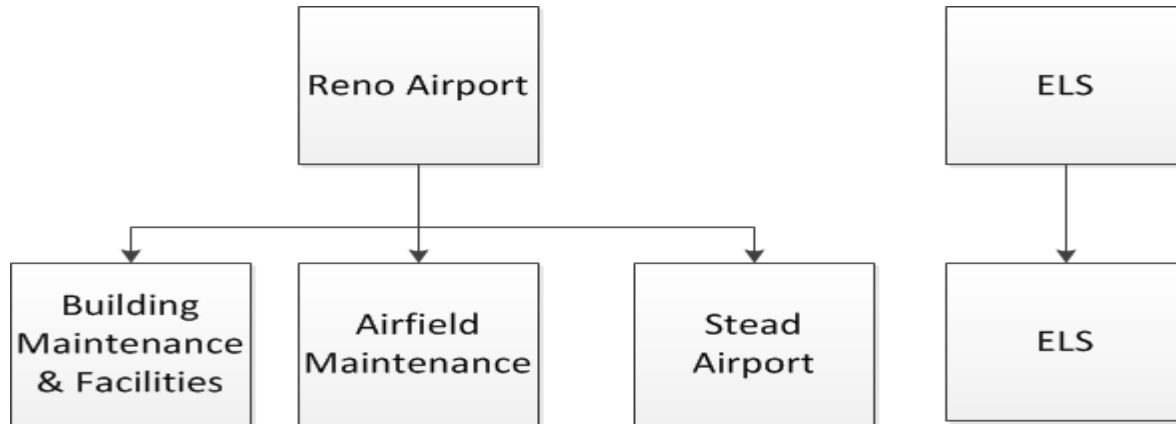 Reno Airport
ELS
Building
Maintenance
& Facilities
Airfield
Maintenance
Stead
Airport
ELS